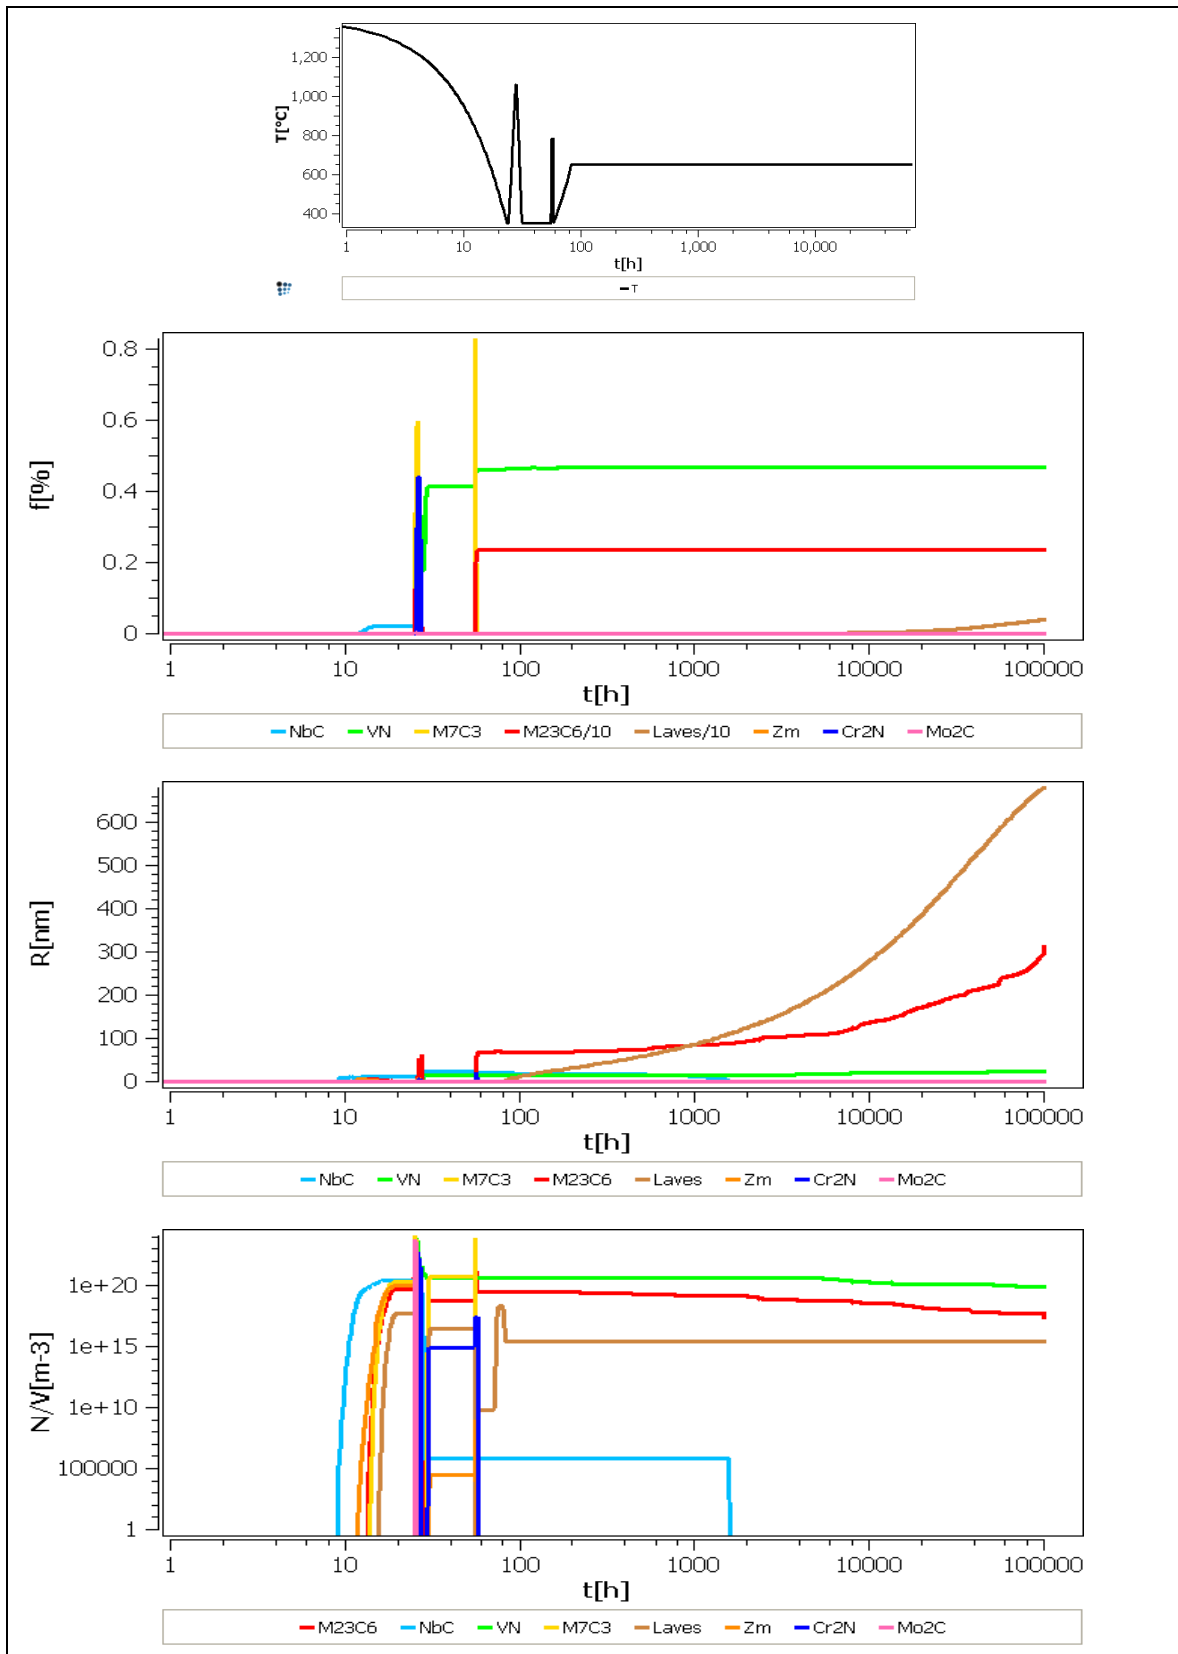 1,200
1,000
800
600
400
T[°C]
1 10 100 1,000 10,000
t[h]
T
0.8
0.6
0.4
0.2
0
f[%]
1 10 100 1000 10000 100000
t[h]
NbC VN M7C3 M23C6/10 Laves/10 Zm Cr2N Mo2C
600
500
400
300
200
100
0
R[nm]
1 10 100 1000 10000 100000
t[h]
NbC VN M7C3 M23C6 Laves Zm Cr2N Mo2C
1e+20
1e+15
1e+10
100000
1
N/V[m-3]
1 10 100 1000 10000 100000
t[h]
M23C6 NbC VN M7C3 Laves Zm Cr2N Mo2C